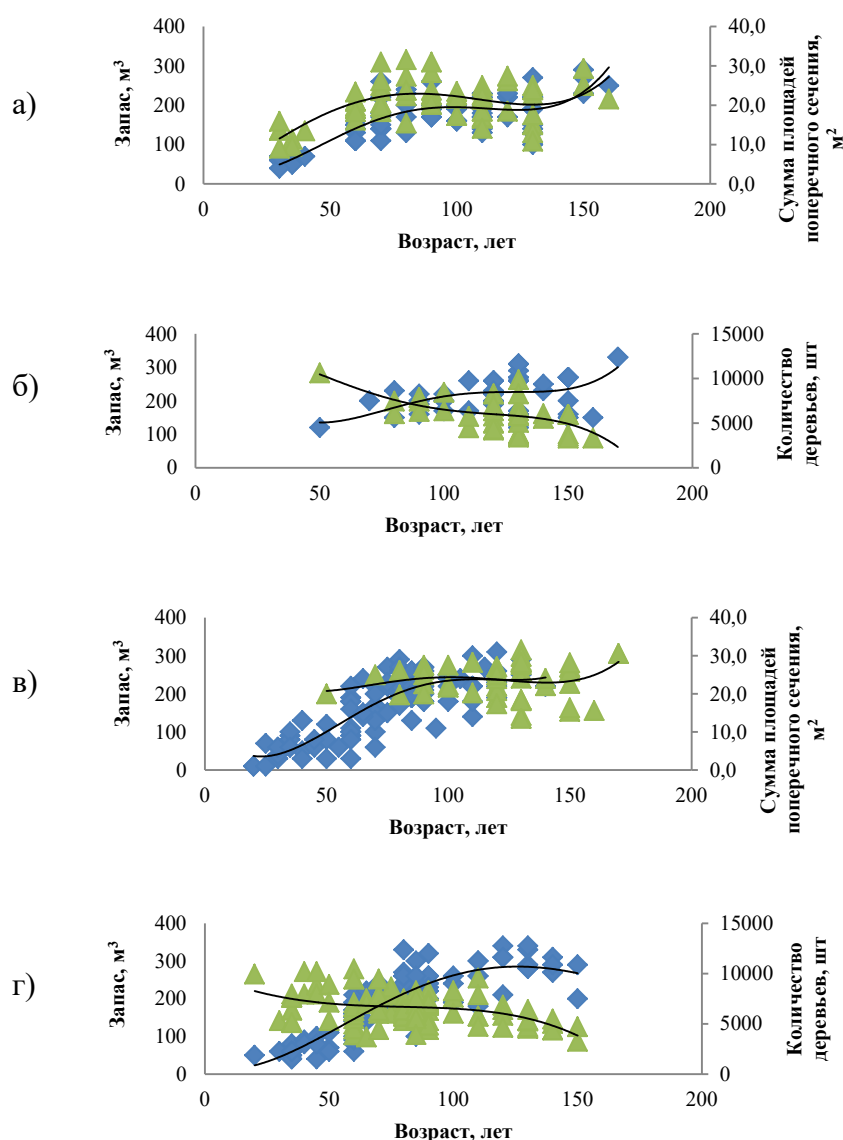 а)
Запас, м³
400
300
200
100
0
40,0
30,0
20,0
10,0
0,0
Сумма площадей
поперечного сечения,
м²
0 50 100 150 200
Возраст, лет
б)
Запас, м³
400
300
200
100
0
15000
10000
5000
0
Количество
деревьев, шт
0 50 100 150 200
Возраст, лет
в)
Запас, м³
400
300
200
100
0
40,0
30,0
20,0
10,0
0,0
Сумма площадей
поперечного сечения,
м²
0 50 100 150 200
Возраст, лет
г)
Запас, м³
400
300
200
100
0
15000
10000
5000
0
Количество
деревьев, шт
0 50 100 150 200
Возраст, лет